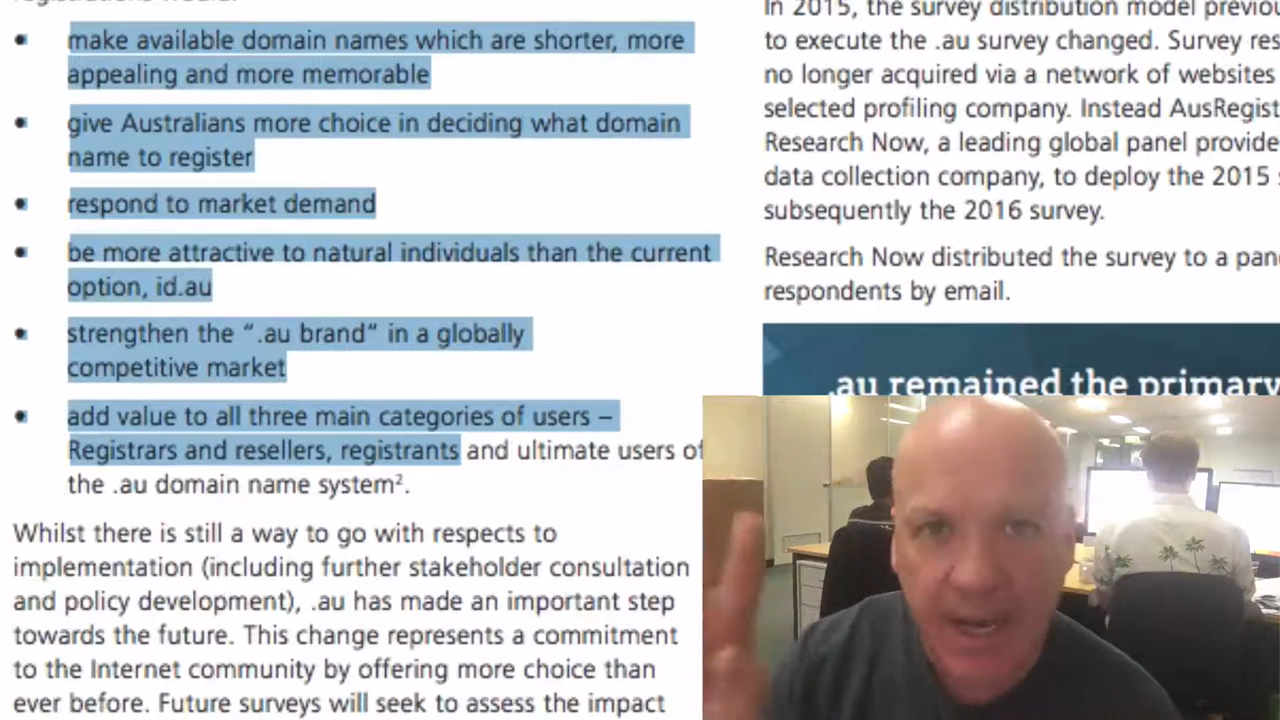 make available domain names which are shorter, more
appealing and more memorable
give Australians more choice in deciding what domain
name to register
respond to market demand
be more attractive to natural individuals than the current
option, id.au
strengthen the “.au brand” in a globally
competitive market
add value to all three main categories of users –
Registrars and resellers, registrants and ultimate users of
the .au domain name system².
Whilst there is still a way to go with respects to
implementation (including further stakeholder consultation
and policy development), .au has made an important step
towards the future. This change represents a commitment
to the Internet community by offering more choice than
ever before. Future surveys will seek to assess the impact
In 2015, the survey distribution model
to execute the .au survey changed. Survey
no longer acquired via a network of websites
selected profiling company. Instead
Research Now, a leading global panel
data collection company, to deploy the 2015
subsequently the 2016 survey.
Research Now distributed the survey to a
respondents by email.
.au remained the primary